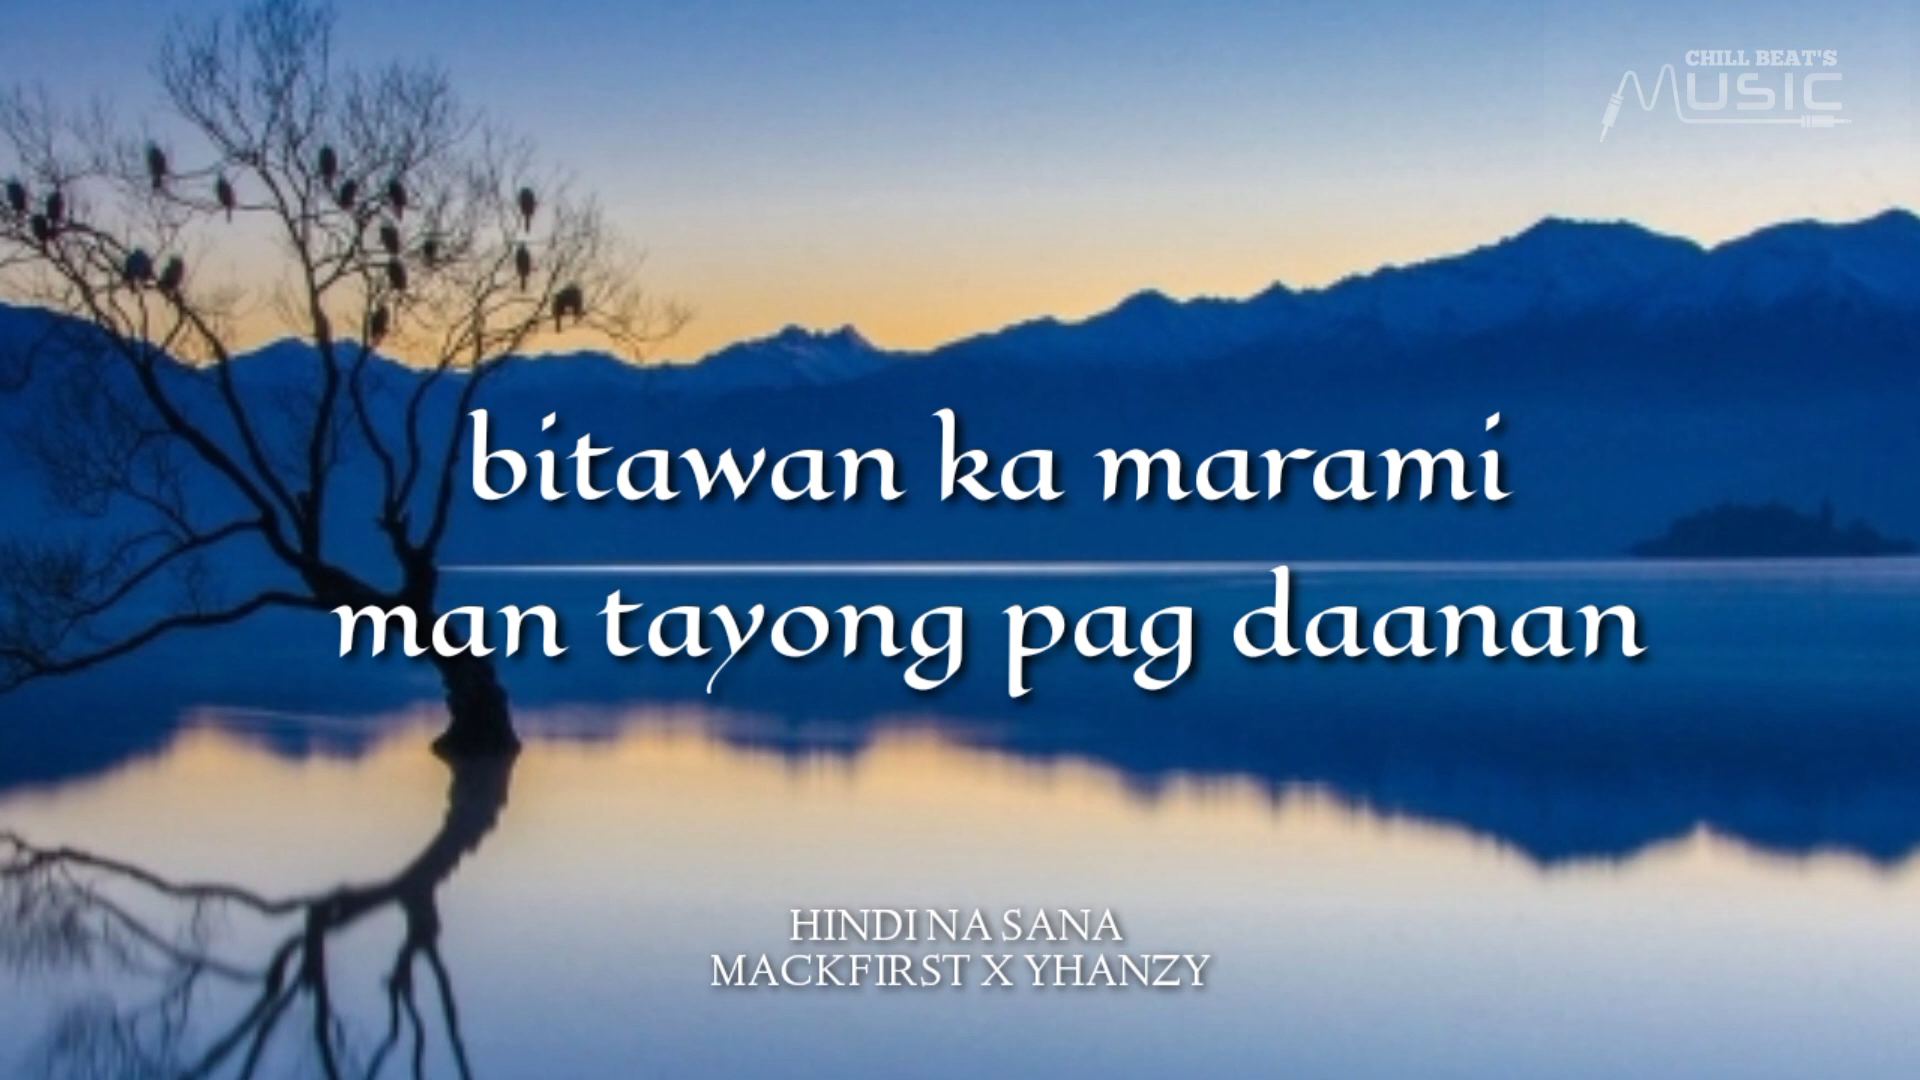 CHILL BEAT'S
MUSIC
bitawan ka marami
man tayong pag daanan
HINDI NA SANA
MACKFIRST X YHANZY